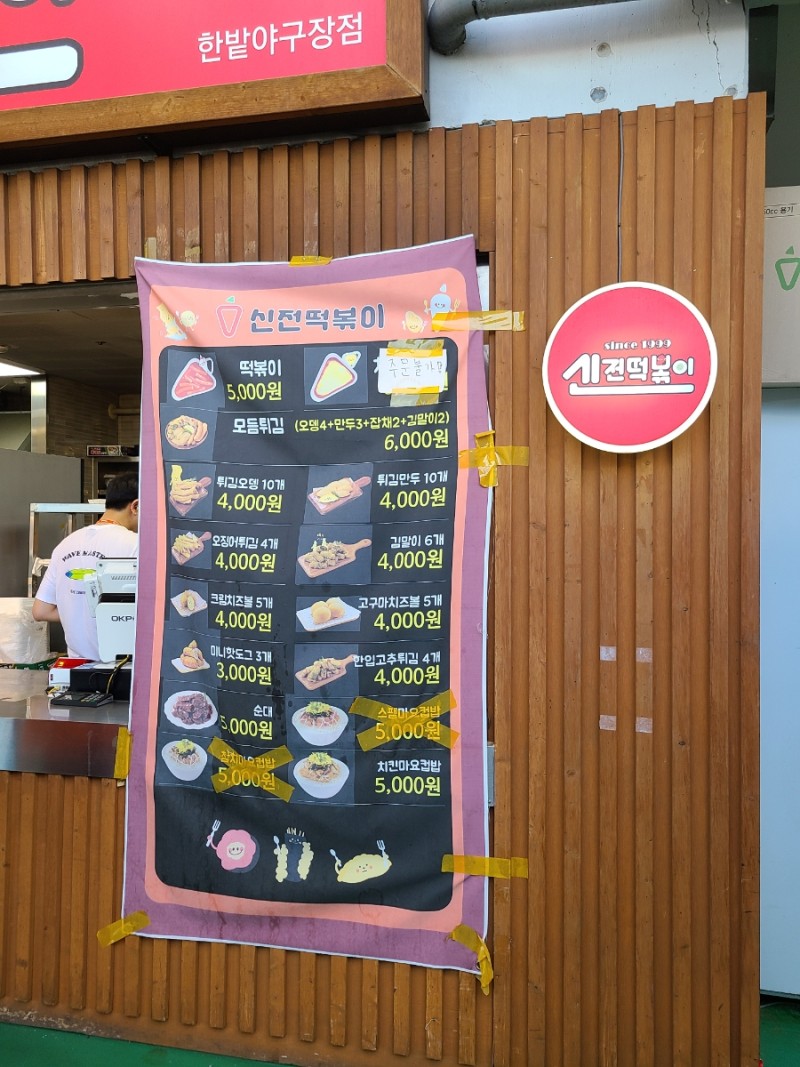 한밭야구장점
신전떡볶이
떡볶이
5,000원
주문불가능
모듬튀김 (오뎅4+만두3+잡채2+김말이2)
6,000원
튀김오뎅 10개
4,000원
튀김만두 10개
4,000원
오징어튀김 4개
4,000원
김말이 6개
4,000원
크림치즈볼 5개
4,000원
고구마치즈볼 5개
4,000원
미니핫도그 3개
3,000원
한입고추튀김 4개
4,000원
순대
5,000원
스팸마요컵밥
5,000원
참치마요컵밥
5,000원
치킨마요컵밥
5,000원
since 1999
신전떡볶이
OKPO